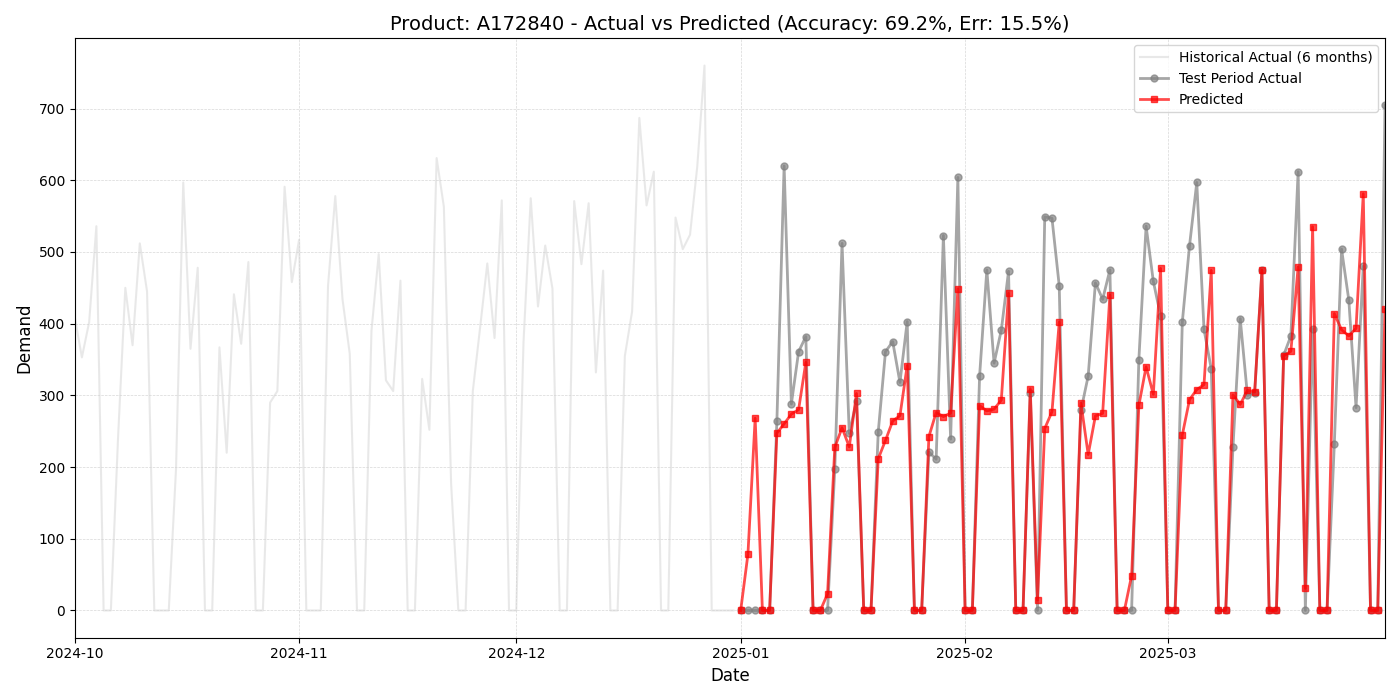 Product: A172840 - Actual vs Predicted (Accuracy: 69.2%, Err: 15.5%)
Historical Actual (6 months)
Test Period Actual
Predicted
Demand
700
600
500
400
300
200
100
0
2024-10
2024-11
2024-12
2025-01
2025-02
2025-03
Date